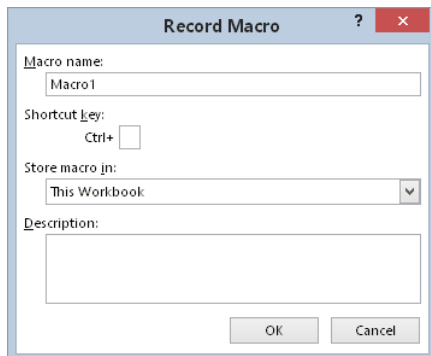 Record Macro ?
Macro name:
Macro1
Shortcut key:
Ctrl+
Store macro in:
This Workbook
Description:
OK Cancel